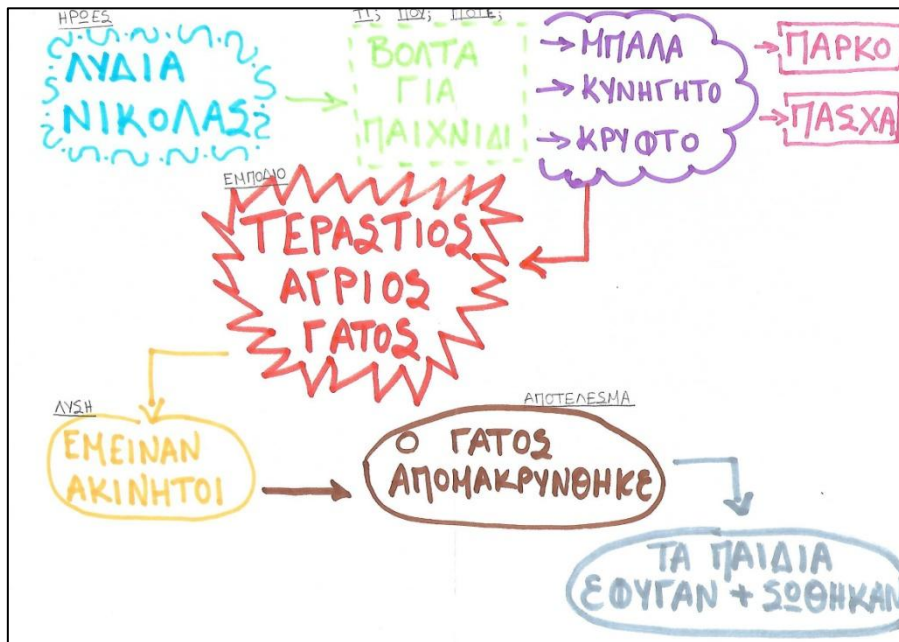 ΗΡΩΕΣ
ΛΥΔΙΑ
ΝΙΚΟΛΑΣ
ΤΙ; ΠΟΥ; ΠΟΤΕ;
ΒΟΛΤΑ
ΓΙΑ
ΠΑΙΧΝΙΔΙ
→ ΜΠΑΛΑ
→ ΚΥΝΗΓΗΤΟ
→ ΚΡΥΦΤΟ
→ ΠΑΡΚΟ
→ ΠΑΣΧΑ
ΕΜΠΟΔΙΟ
ΤΕΡΑΣΤΙΟΣ
ΑΓΡΙΟΣ
ΓΑΤΟΣ
ΛΥΣΗ
ΕΜΕΙΝΑΝ
ΑΚΙΝΗΤΟΙ
ΑΠΟΤΕΛΕΣΜΑ
Ο ΓΑΤΟΣ
ΑΠΟΜΑΚΡΥΝΘΗΚΕ
ΤΑ ΠΑΙΔΙΑ
ΕΦΥΓΑΝ + ΣΩΘΗΚΑΝ